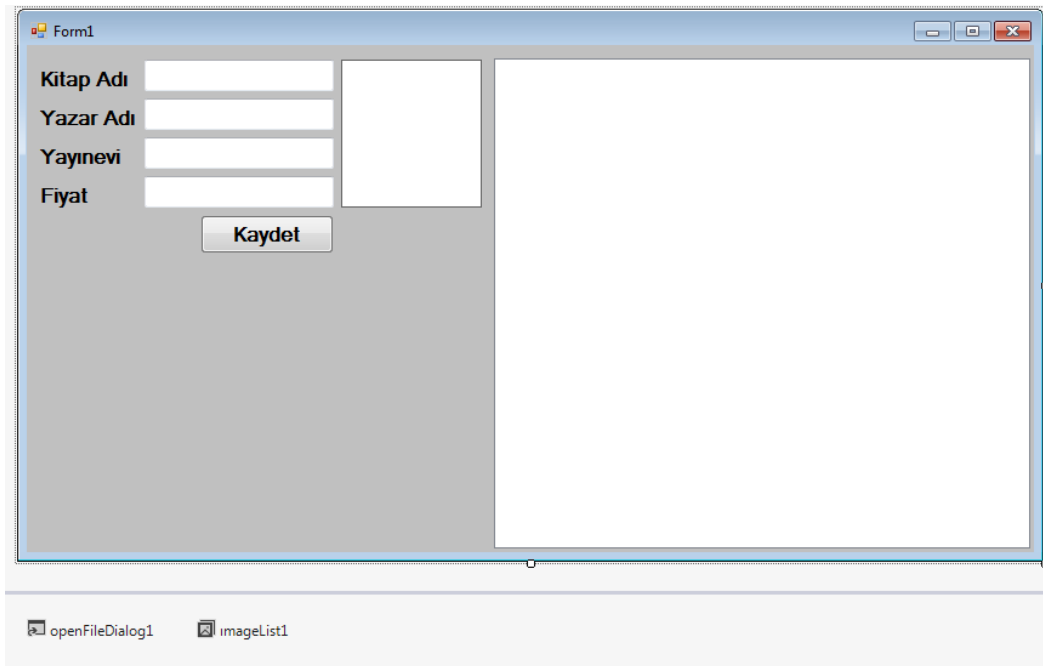 Form1
Kitap Adı
Yazar Adı
Yayınevi
Fiyat
Kaydet
openFileDialog1
ımageList1